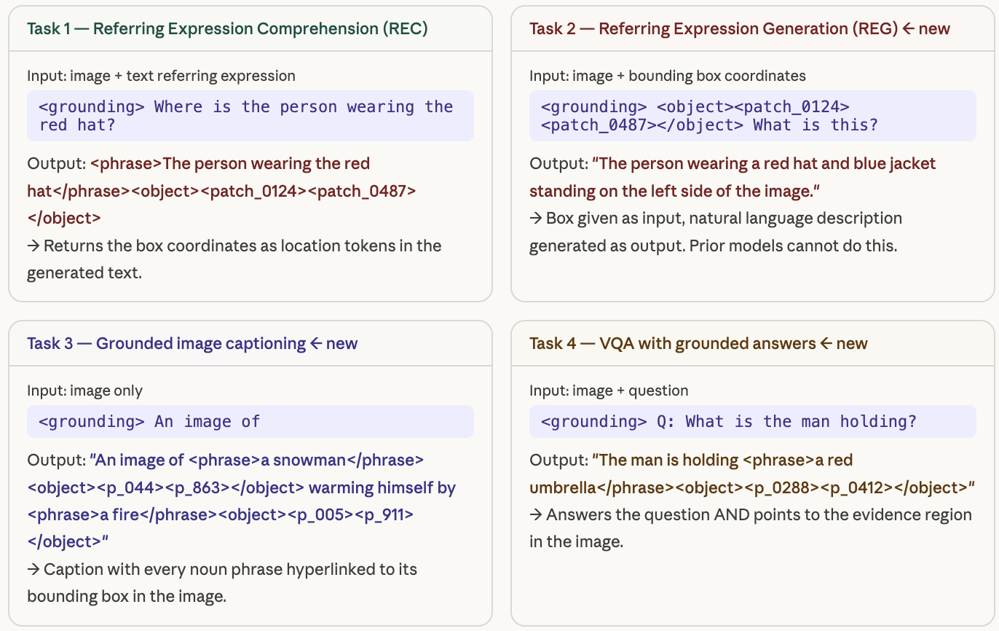 Task 1 — Referring Expression Comprehension (REC)
Input: image + text referring expression
<grounding> Where is the person wearing the
red hat?
Output: <phrase>The person wearing the red
hat</phrase><object><patch_0124><patch_0487>
</object>
→ Returns the box coordinates as location tokens in the
generated text.
Task 2 — Referring Expression Generation (REG) ← new
Input: image + bounding box coordinates
<grounding> <object><patch_0124>
<patch_0487></object> What is this?
Output: "The person wearing a red hat and blue jacket
standing on the left side of the image."
→ Box given as input, natural language description
generated as output. Prior models cannot do this.
Task 3 — Grounded image captioning ← new
Input: image only
<grounding> An image of
Output: "An image of <phrase>a snowman</phrase>
<object><p_044><p_863></object> warming himself by
<phrase>a fire</phrase><object><p_005><p_911>
</object>"
→ Caption with every noun phrase hyperlinked to its
bounding box in the image.
Task 4 — VQA with grounded answers ← new
Input: image + question
<grounding> Q: What is the man holding?
Output: "The man is holding <phrase>a red
umbrella</phrase><object><p_0288><p_0412></object>"
→ Answers the question AND points to the evidence region
in the image.